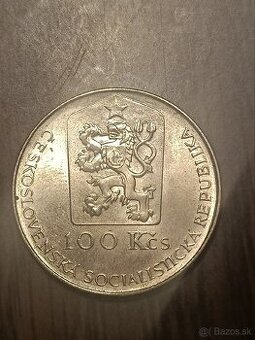 ČESKOSLOVENSKÁ SOCIALISTICKÁ REPUBLIKA
100 Kčs
Bazos.sk